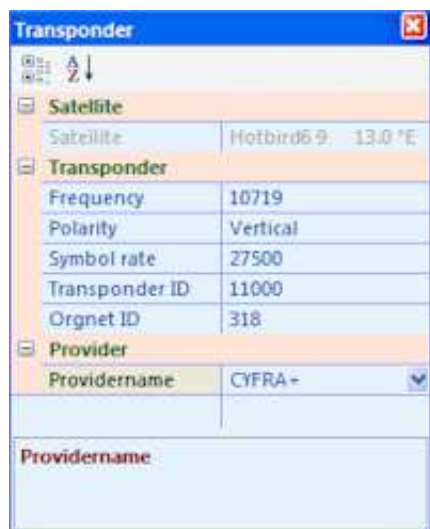 Transponder
A Z
Satellite
Satellite Hotbird6 9 13.0 °E
Transponder
Frequency 10719
Polarity Vertical
Symbol rate 27500
Transponder ID 11000
Orgnet ID 318
Provider
Providername CYFRA+
Providername